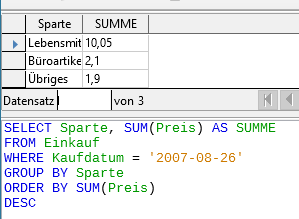 Sparte SUMME
Lebensmit 10,05
Büroartike 2,1
Übriges 1,9
Datensatz von 3
SELECT Sparte, SUM(Preis) AS SUMME
FROM Einkauf
WHERE Kaufdatum = '2007-08-26'
GROUP BY Sparte
ORDER BY SUM(Preis)
DESC